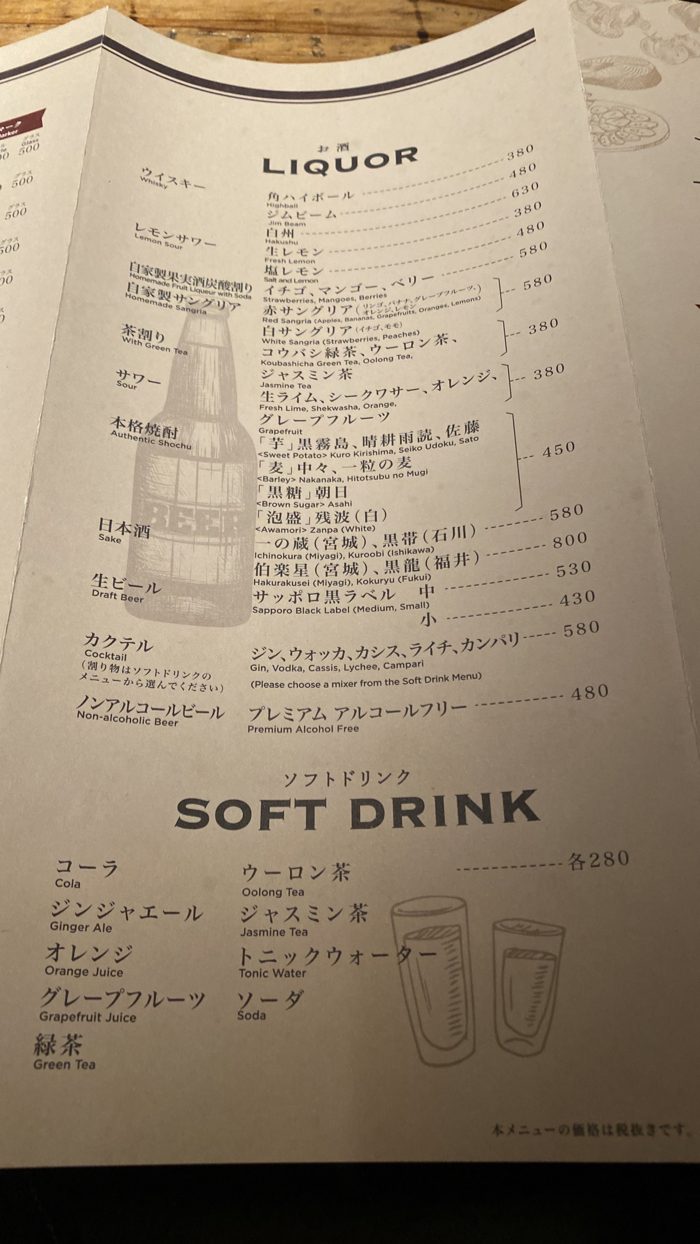 グラス
Glass
500
500
500
お酒
LIQUOR
ウイスキー
Whisky
角ハイボール 380
Highball
ジムビーム 480
Jim Beam
白州 630
Hakushu
レモンサワー
Lemon Sour
生レモン 380
Fresh Lemon
塩レモン 480
Salt and Lemon
自家製果実酒炭酸割り
Homemade Fruit Liqueur with Soda
イチゴ、マンゴー、ベリー 580
Strawberries, Mangoes, Berries
自家製サングリア
Homemade Sangria
赤サングリア(リンゴ、バナナ、グレープフルーツ、オレンジ、レモン) 580
Red Sangria (Apples, Bananas, Grapefruits, Oranges, Lemons)
白サングリア(イチゴ、モモ)
White Sangria (Strawberries, Peaches)
茶割り
With Green Tea
コウバシ緑茶、ウーロン茶、 380
Koubashicha Green Tea, Oolong Tea,
ジャスミン茶
Jasmine Tea
サワー
Sour
生ライム、シークワサー、オレンジ、 380
Fresh Lime, Shekwasha, Orange,
グレープフルーツ
Grapefruit
本格焼酎
Authentic Shochu
「芋」黒霧島、晴耕雨読、佐藤
<Sweet Potato> Kuro Kirishima, Seiko Udoku, Sato
「麦」中々、一粒の麦 450
<Barley> Nakanaka, Hitotsubu no Mugi
「黒糖」朝日
<Brown Sugar> Asahi
「泡盛」残波(白)
<Awamori> Zanpa (White)
日本酒
Sake
一の蔵(宮城)、黒帯(石川) 580
Ichinokura (Miyagi), Kuroobi (Ishikawa)
伯楽星(宮城)、黒龍(福井) 800
Hakurakusei (Miyagi), Kokuryu (Fukui)
生ビール
Draft Beer
サッポロ黒ラベル 中 530
Sapporo Black Label (Medium, Small)
小 430
BEER
カクテル
Cocktail
(割り物はソフトドリンクの
メニューから選んでください)
ジン、ウォッカ、カシス、ライチ、カンパリ 580
Gin, Vodka, Cassis, Lychee, Campari
(Please choose a mixer from the Soft Drink Menu)
ノンアルコールビール
Non-alcoholic Beer
プレミアム アルコールフリー 480
Premium Alcohol Free
ソフトドリンク
SOFT DRINK
コーラ
Cola
ウーロン茶 各280
Oolong Tea
ジンジャエール
Ginger Ale
ジャスミン茶
Jasmine Tea
オレンジ
Orange Juice
トニックウォーター
Tonic Water
グレープフルーツ
Grapefruit Juice
ソーダ
Soda
緑茶
Green Tea
本メニューの価格は税抜きです。